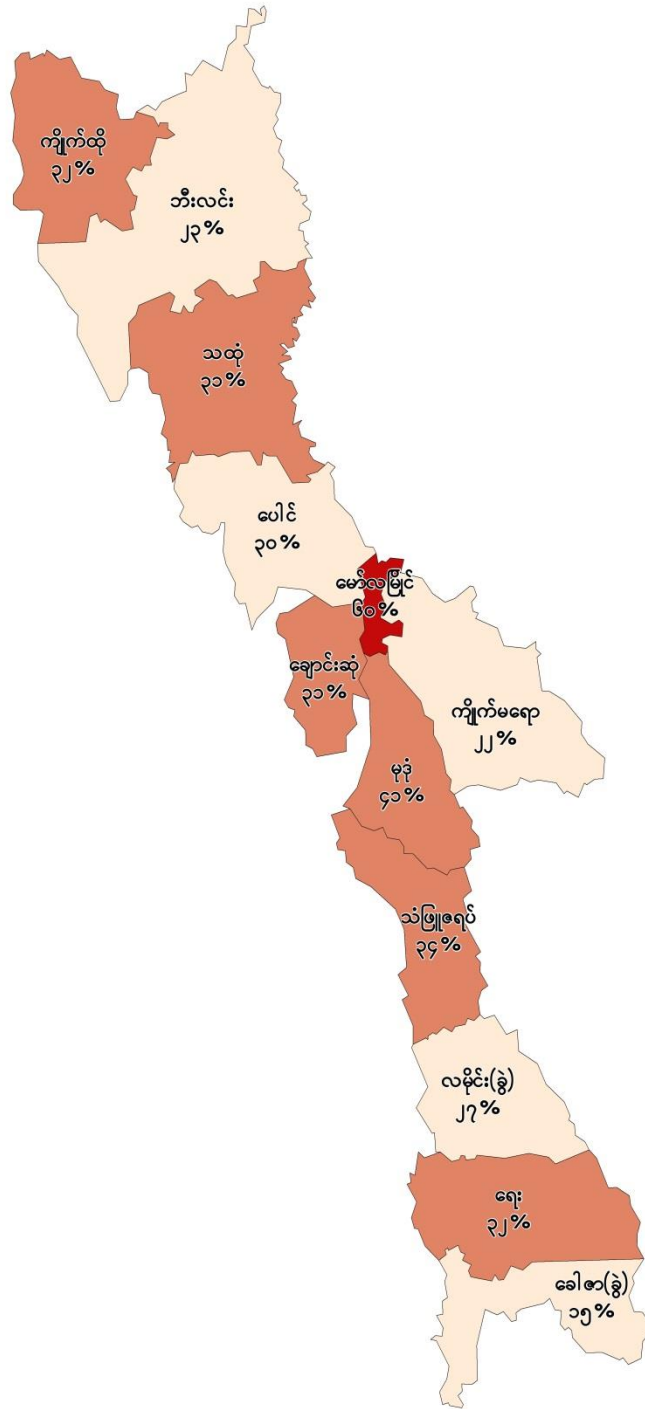 ကျိုက်ထို
၃၂%
ဘီးလင်း
၂၃%
သထုံ
၃၁%
ပေါင်
၃၀%
မော်လမြိုင်
၆၀%
ချောင်းဆုံ
၃၁%
ကျိုက်မရော
၂၂%
မုဒုံ
၄၁%
သံဖြူဇရပ်
၃၄%
လမိုင်း(ခွဲ)
၂၇%
ရေး
၃၂%
ခေါဇာ(ခွဲ)
၁၅%